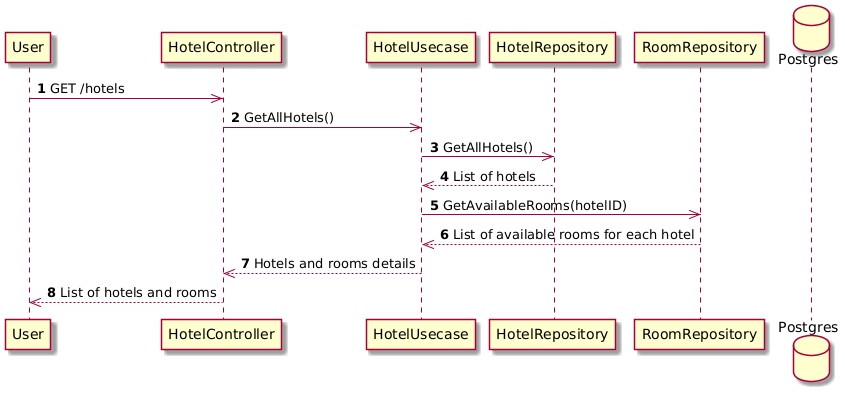 User
HotelController
HotelUsecase
HotelRepository
RoomRepository
Postgres
1 GET /hotels
2 GetAllHotels()
3 GetAllHotels()
4 List of hotels
5 GetAvailableRooms(hotelID)
6 List of available rooms for each hotel
7 Hotels and rooms details
8 List of hotels and rooms
User
HotelController
HotelUsecase
HotelRepository
RoomRepository
Postgres